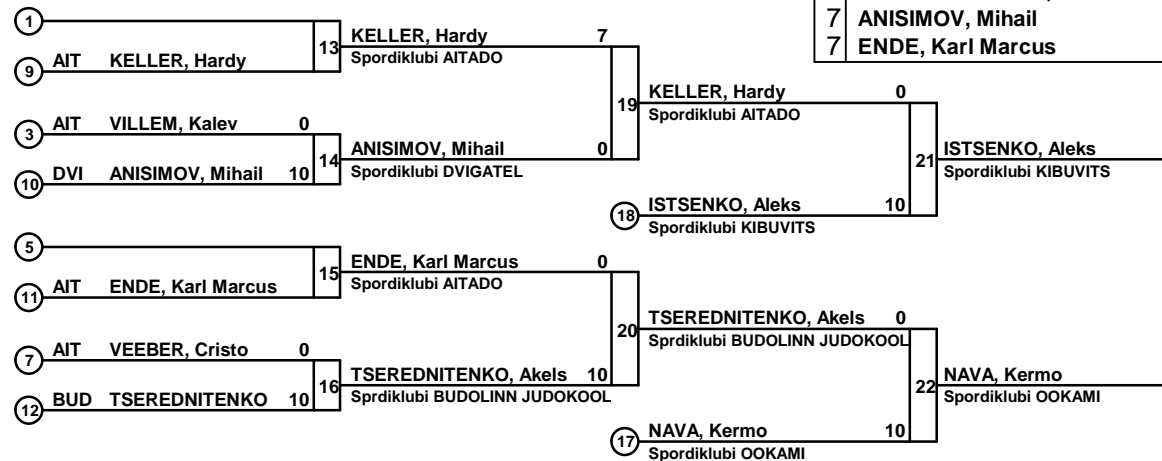 1
13
KELLER, Hardy 7
Spordiklubi AITADO
9 AIT KELLER, Hardy
7 ANISIMOV, Mihail
7 ENDE, Karl Marcus
19
KELLER, Hardy 0
Spordiklubi AITADO
3 AIT VILLEM, Kalev 0
14
ANISIMOV, Mihail 0
Spordiklubi DVIGATEL
10 DVI ANISIMOV, Mihail 10
21
ISTSENKO, Aleks
Spordiklubi KIBUVITS
18 ISTSENKO, Aleks 10
Spordiklubi KIBUVITS
5
15
ENDE, Karl Marcus 0
Spordiklubi AITADO
11 AIT ENDE, Karl Marcus
20
TSEREDNITENKO, Akels 0
Sprdiklubi BUDOLINN JUDOKOOL
7 AIT VEEBER, Cristo 0
16
TSEREDNITENKO, Akels 10
Sprdiklubi BUDOLINN JUDOKOOL
12 BUD TSEREDNITENKO 10
22
NAVA, Kermo
Spordiklubi OOKAMI
17 NAVA, Kermo 10
Spordiklubi OOKAMI